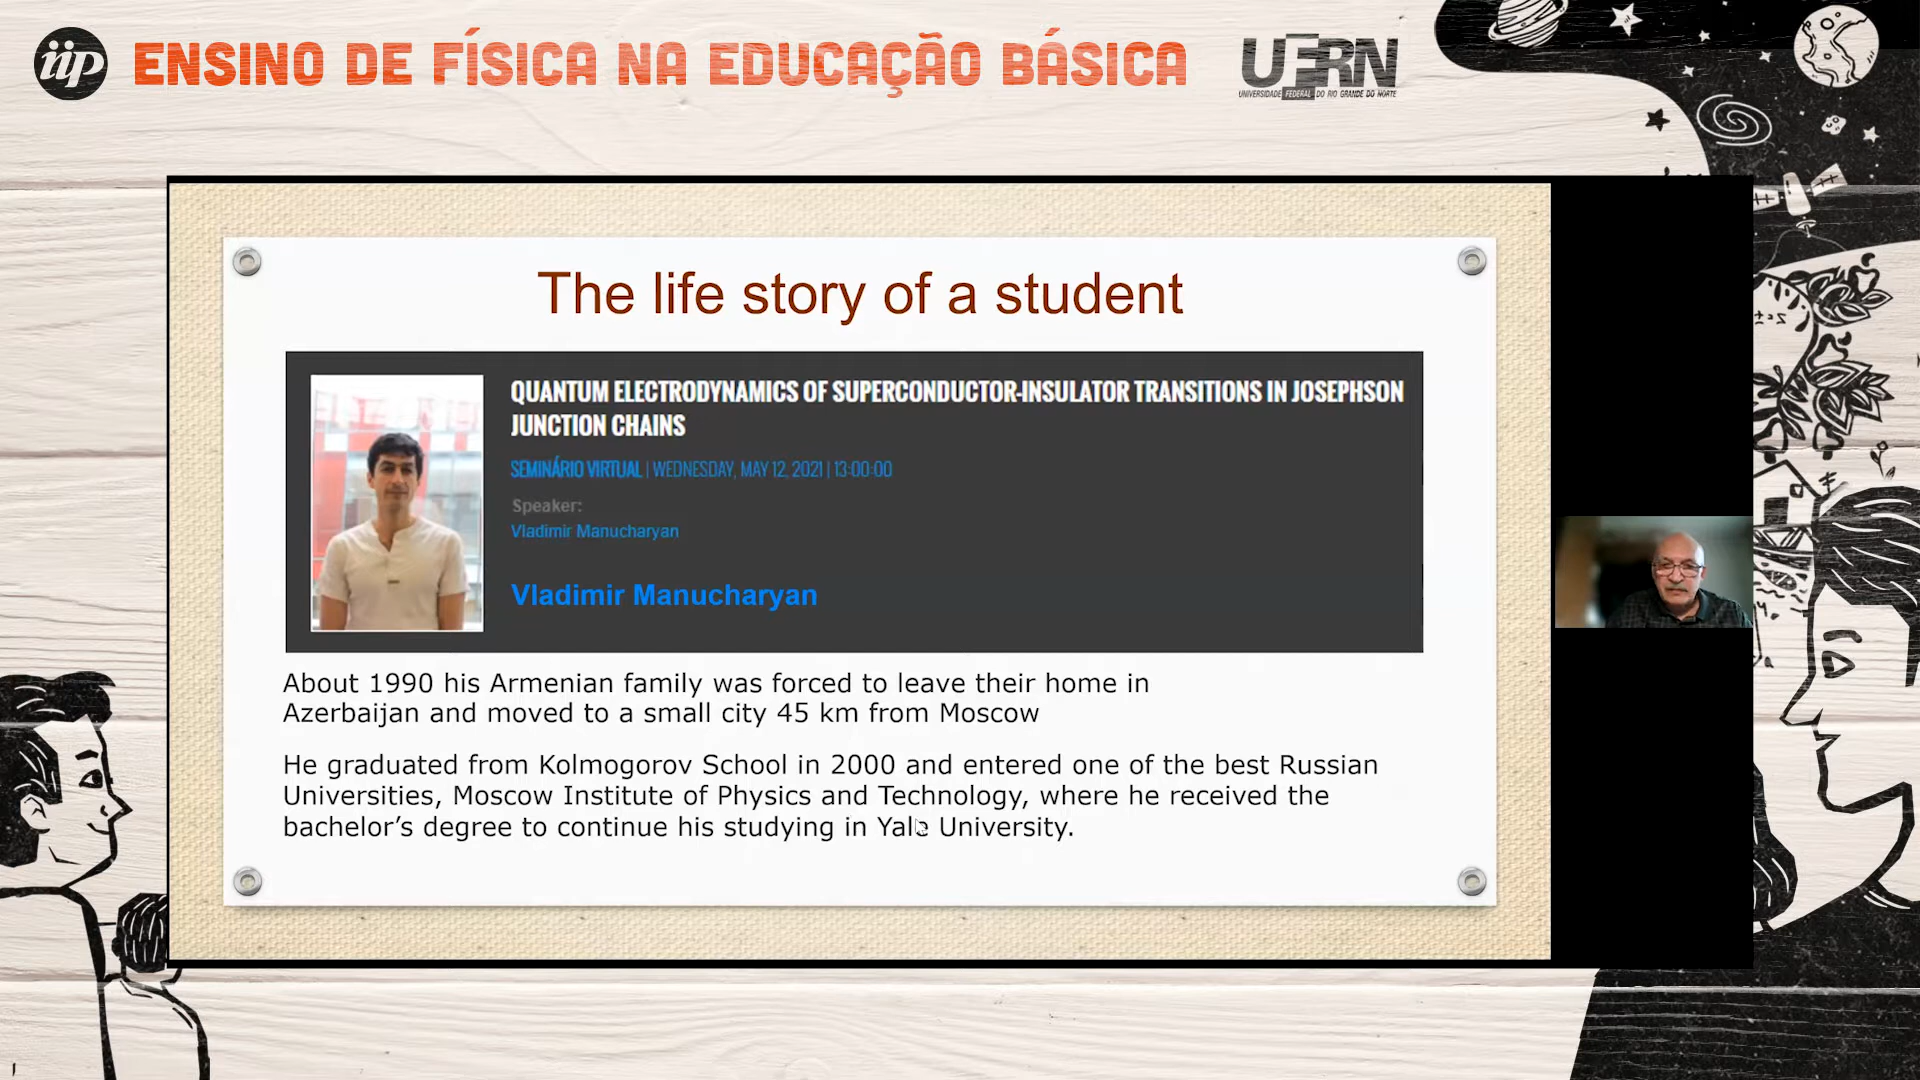 iip
ENSINO DE FÍSICA NA EDUCAÇÃO BÁSICA
UFRN
UNIVERSIDADE FEDERAL DO RIO GRANDE DO NORTE
The life story of a student
QUANTUM ELECTRODYNAMICS OF SUPERCONDUCTOR-INSULATOR TRANSITIONS IN JOSEPHSON
JUNCTION CHAINS
SEMINÁRIO VIRTUAL | WEDNESDAY, MAY 12, 2021 | 13:00:00
Speaker:
Vladimir Manucharyan
Vladimir Manucharyan
About 1990 his Armenian family was forced to leave their home in
Azerbaijan and moved to a small city 45 km from Moscow
He graduated from Kolmogorov School in 2000 and entered one of the best Russian
Universities, Moscow Institute of Physics and Technology, where he received the
bachelor’s degree to continue his studying in Yale University.